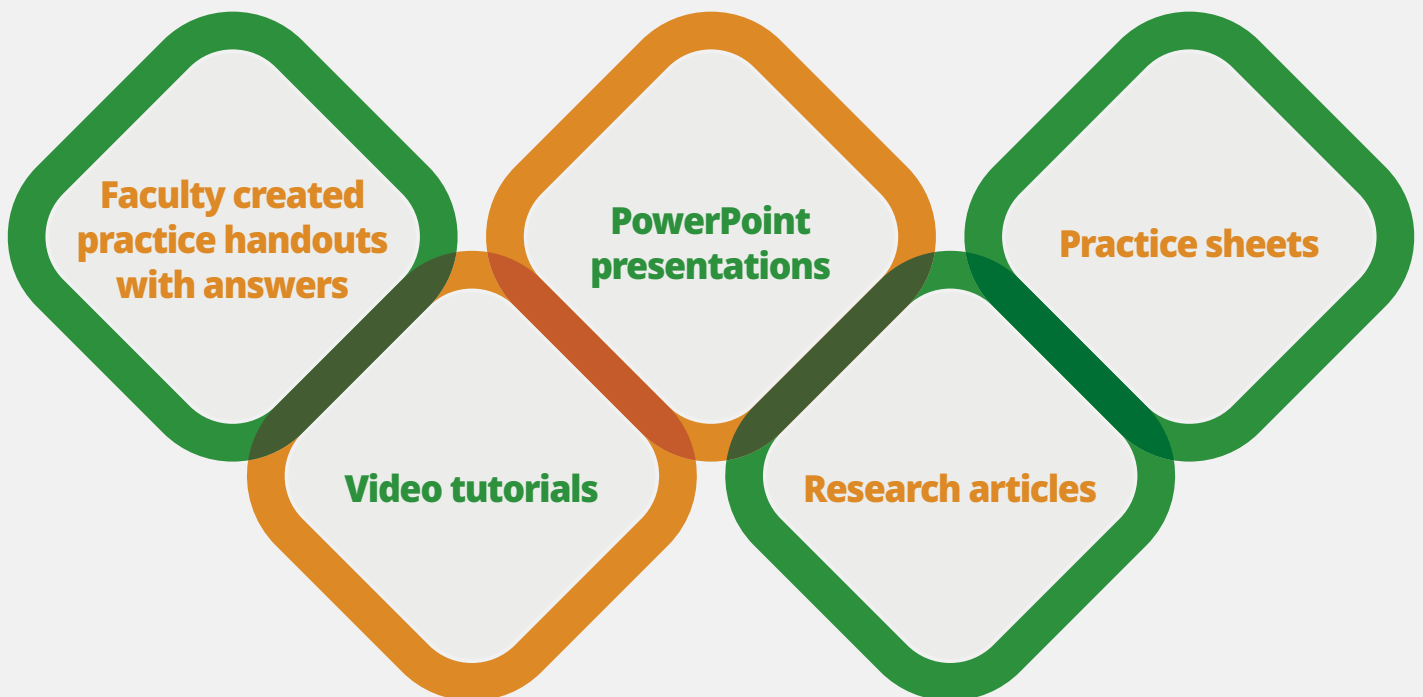 Faculty created
practice handouts
with answers
PowerPoint
presentations
Practice sheets
Video tutorials
Research articles